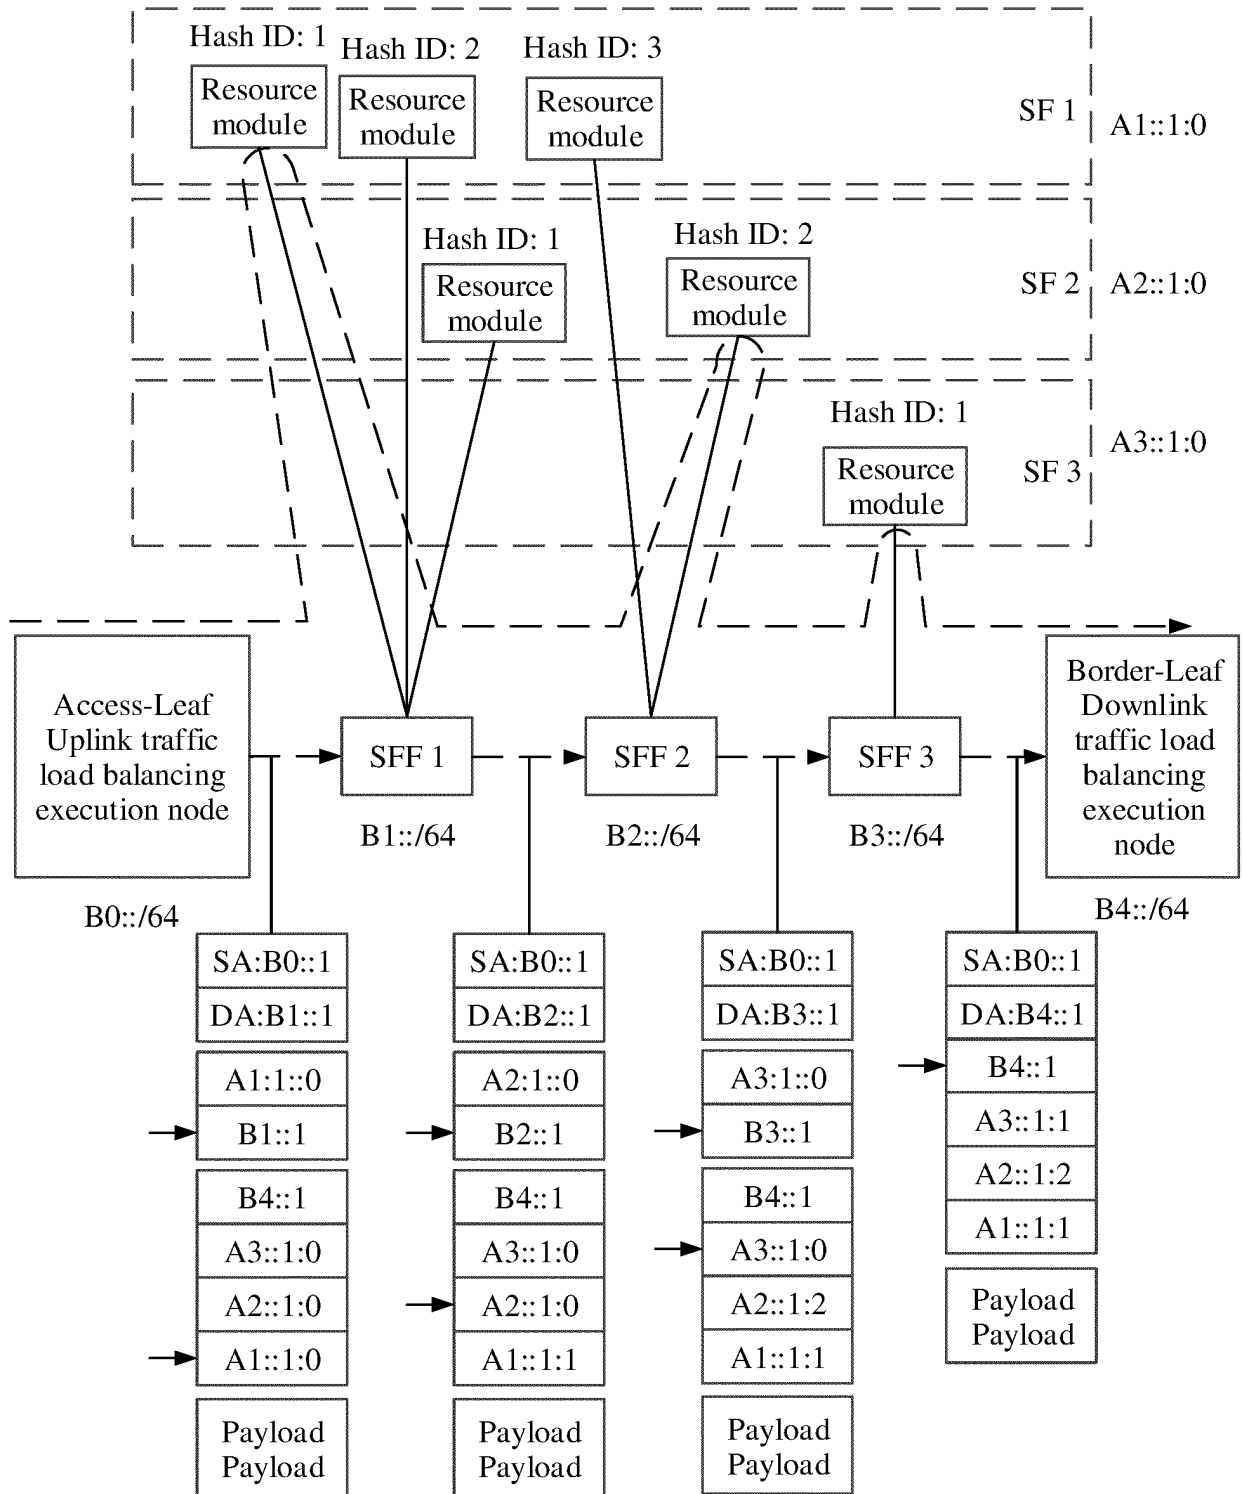 Hash ID: 1
Hash ID: 2
Hash ID: 3
Resource
module
Resource
module
Resource
module
SF 1
A1::1:0
Hash ID: 1
Resource
module
Hash ID: 2
Resource
module
SF 2
A2::1:0
Hash ID: 1
Resource
module
SF 3
A3::1:0
Access-Leaf
Uplink traffic
load balancing
execution node
B0::/64
SFF 1
B1::/64
SFF 2
B2::/64
SFF 3
B3::/64
Border-Leaf
Downlink
traffic load
balancing
execution
node
B4::/64
SA:B0::1
DA:B1::1
A1:1::0
B1::1
B4::1
A3::1:0
A2::1:0
A1::1:0
Payload
Payload
SA:B0::1
DA:B2::1
A2:1::0
B2::1
B4::1
A3::1:0
A2::1:0
A1::1:1
Payload
Payload
SA:B0::1
DA:B3::1
A3:1::0
B3::1
B4::1
A3::1:0
A2::1:2
A1::1:1
Payload
Payload
SA:B0::1
DA:B4::1
B4::1
A3::1:1
A2::1:2
A1::1:1
Payload
Payload